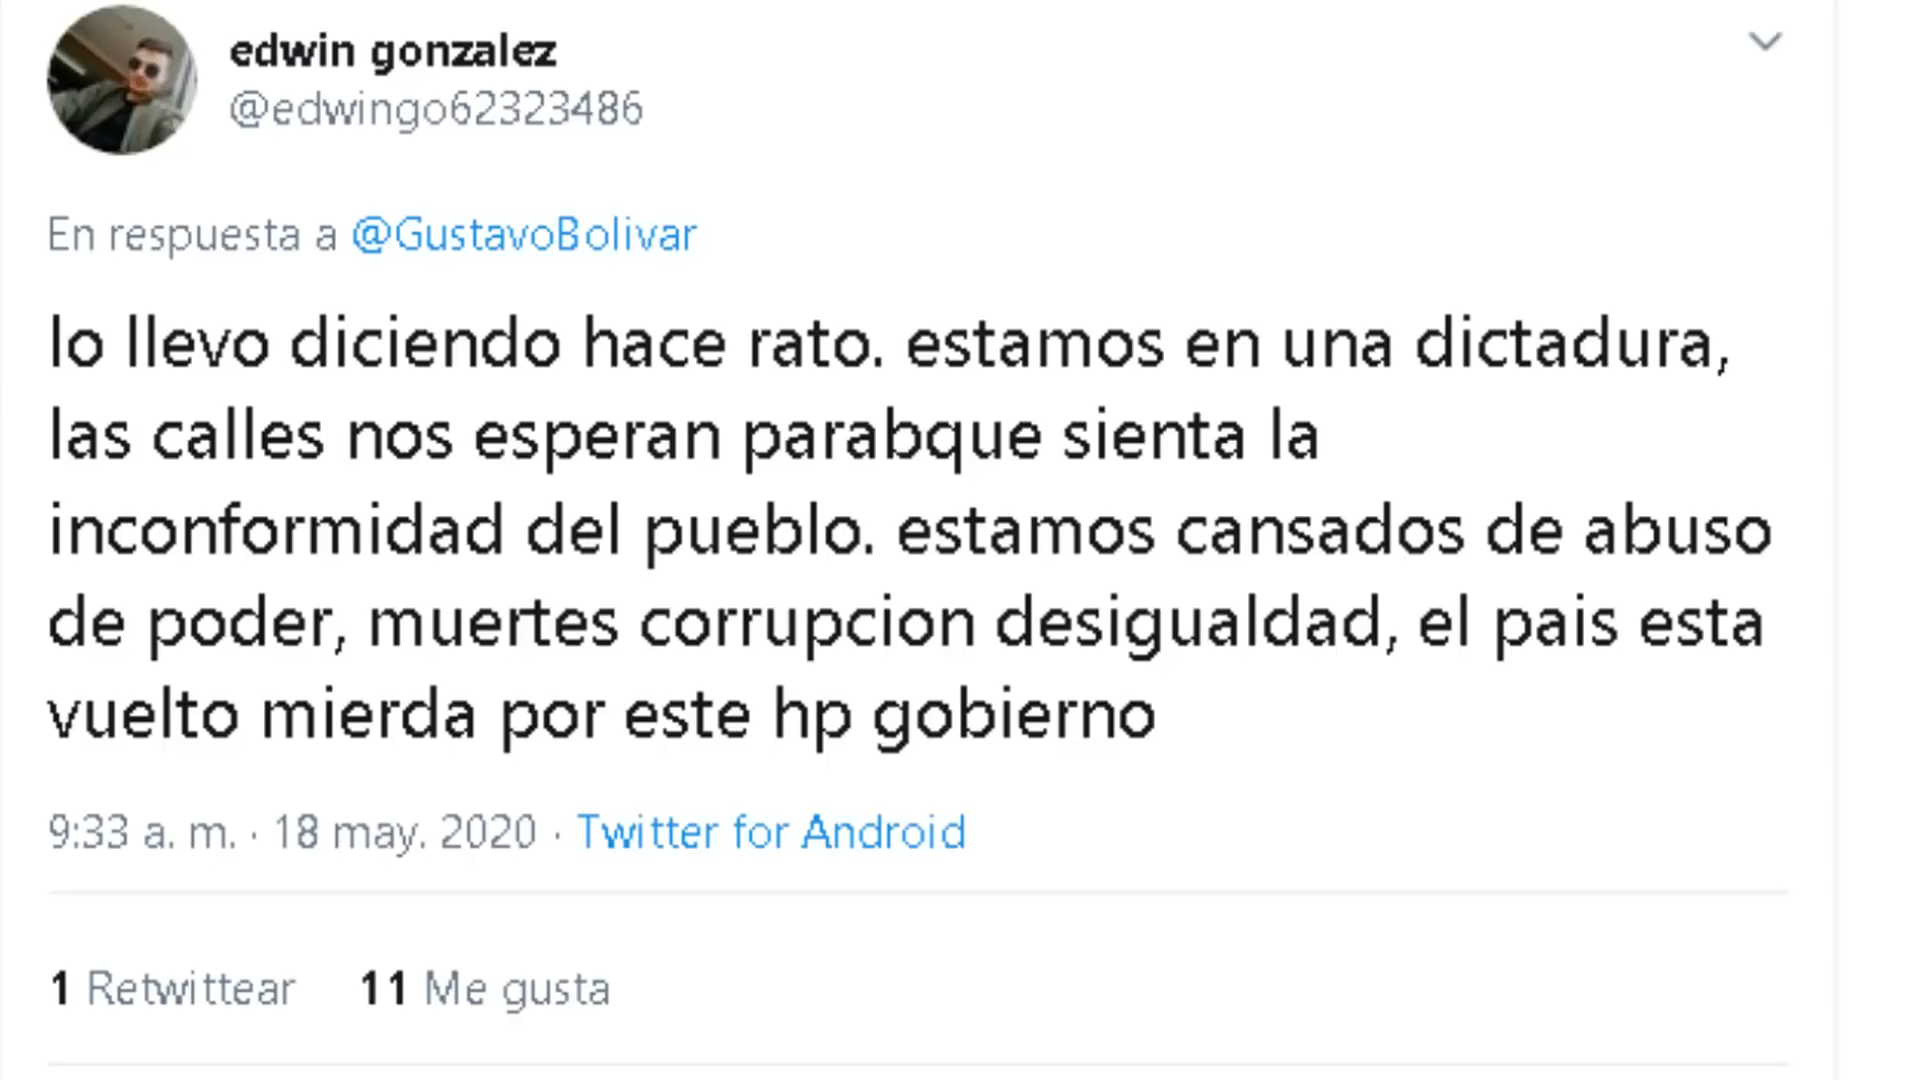 edwin gonzalez
@edwingo62323486
En respuesta a @GustavoBolivar
lo llevo diciendo hace rato. estamos en una dictadura,
las calles nos esperan parabque sienta la
inconformidad del pueblo. estamos cansados de abuso
de poder, muertes corrupcion desigualdad, el pais esta
vuelto mierda por este hp gobierno
9:33 a. m. · 18 may. 2020 · Twitter for Android
1 Retwittear 11 Me gusta